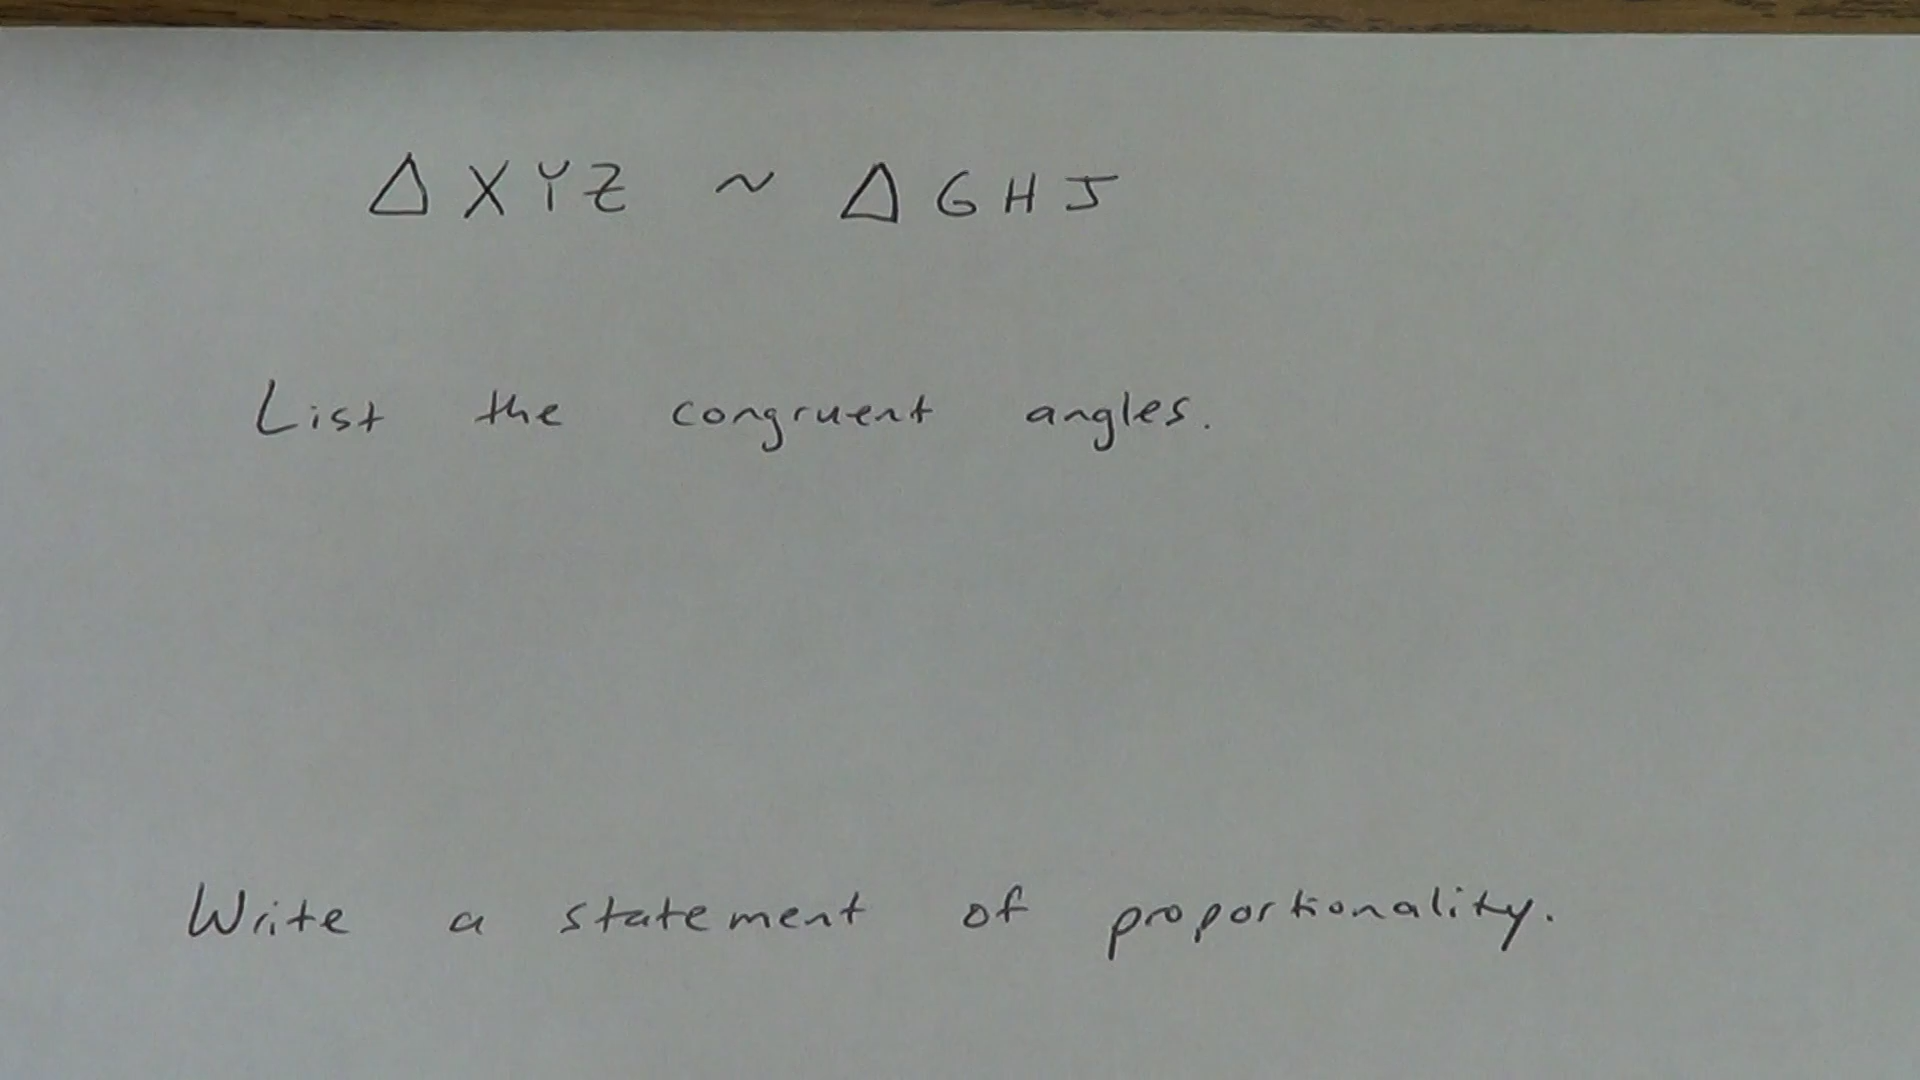 △XYZ ~ △GHJ
List the congruent angles.
Write a statement of proportionality.